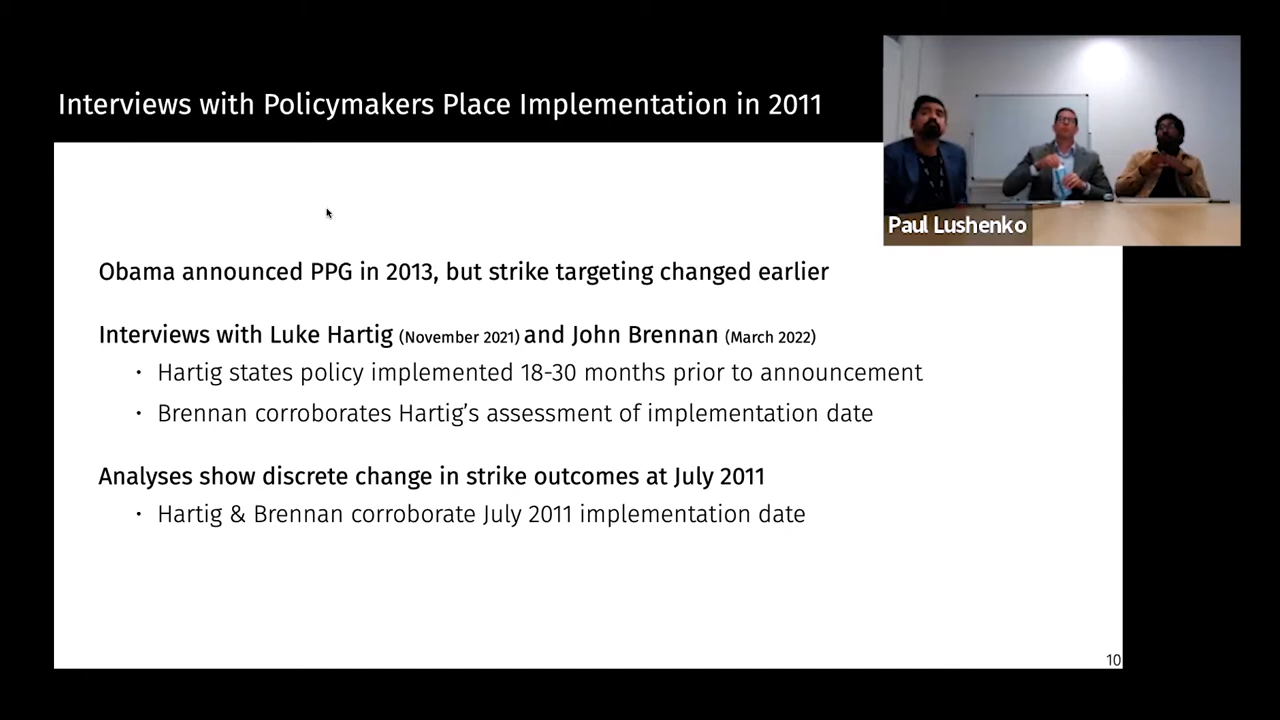 Interviews with Policymakers Place Implementation in 2011
Paul Lushenko
Obama announced PPG in 2013, but strike targeting changed earlier
Interviews with Luke Hartig (November 2021) and John Brennan (March 2022)
• Hartig states policy implemented 18-30 months prior to announcement
• Brennan corroborates Hartig’s assessment of implementation date
Analyses show discrete change in strike outcomes at July 2011
• Hartig & Brennan corroborate July 2011 implementation date
10